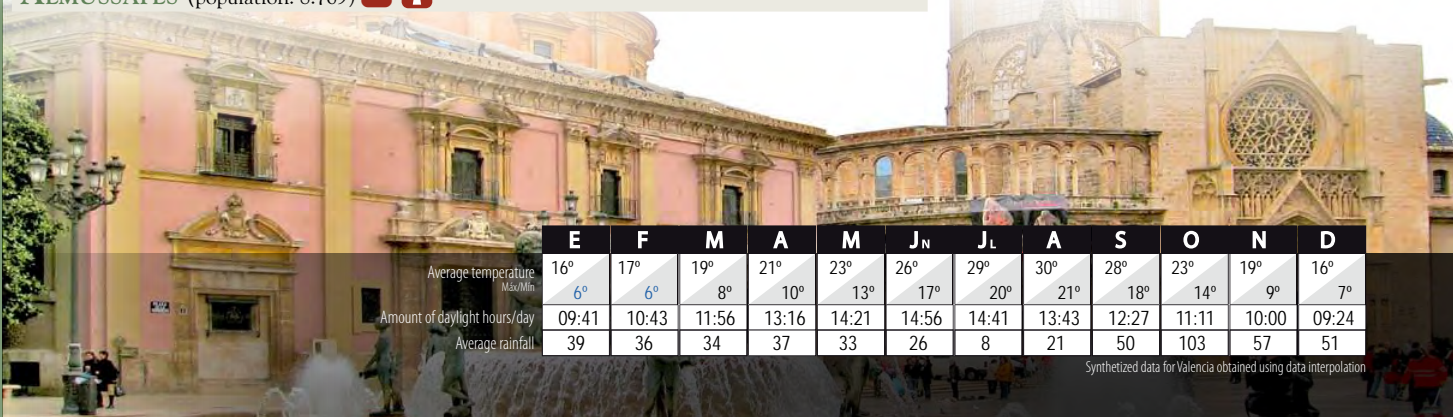 (population: 8.769)
E F M A M JN JL A S O N D
Average temperature 16º 17º 19º 21º 23º 26º 29º 30º 28º 23º 19º 16º
Máx/Mín 6º 6º 8º 10º 13º 17º 20º 21º 18º 14º 9º 7º
Amount of daylight hours/day 09:41 10:43 11:56 13:16 14:21 14:56 14:41 13:43 12:27 11:11 10:00 09:24
Average rainfall 39 36 34 37 33 26 8 21 50 103 57 51
Synthetized data for Valencia obtained using data interpolation